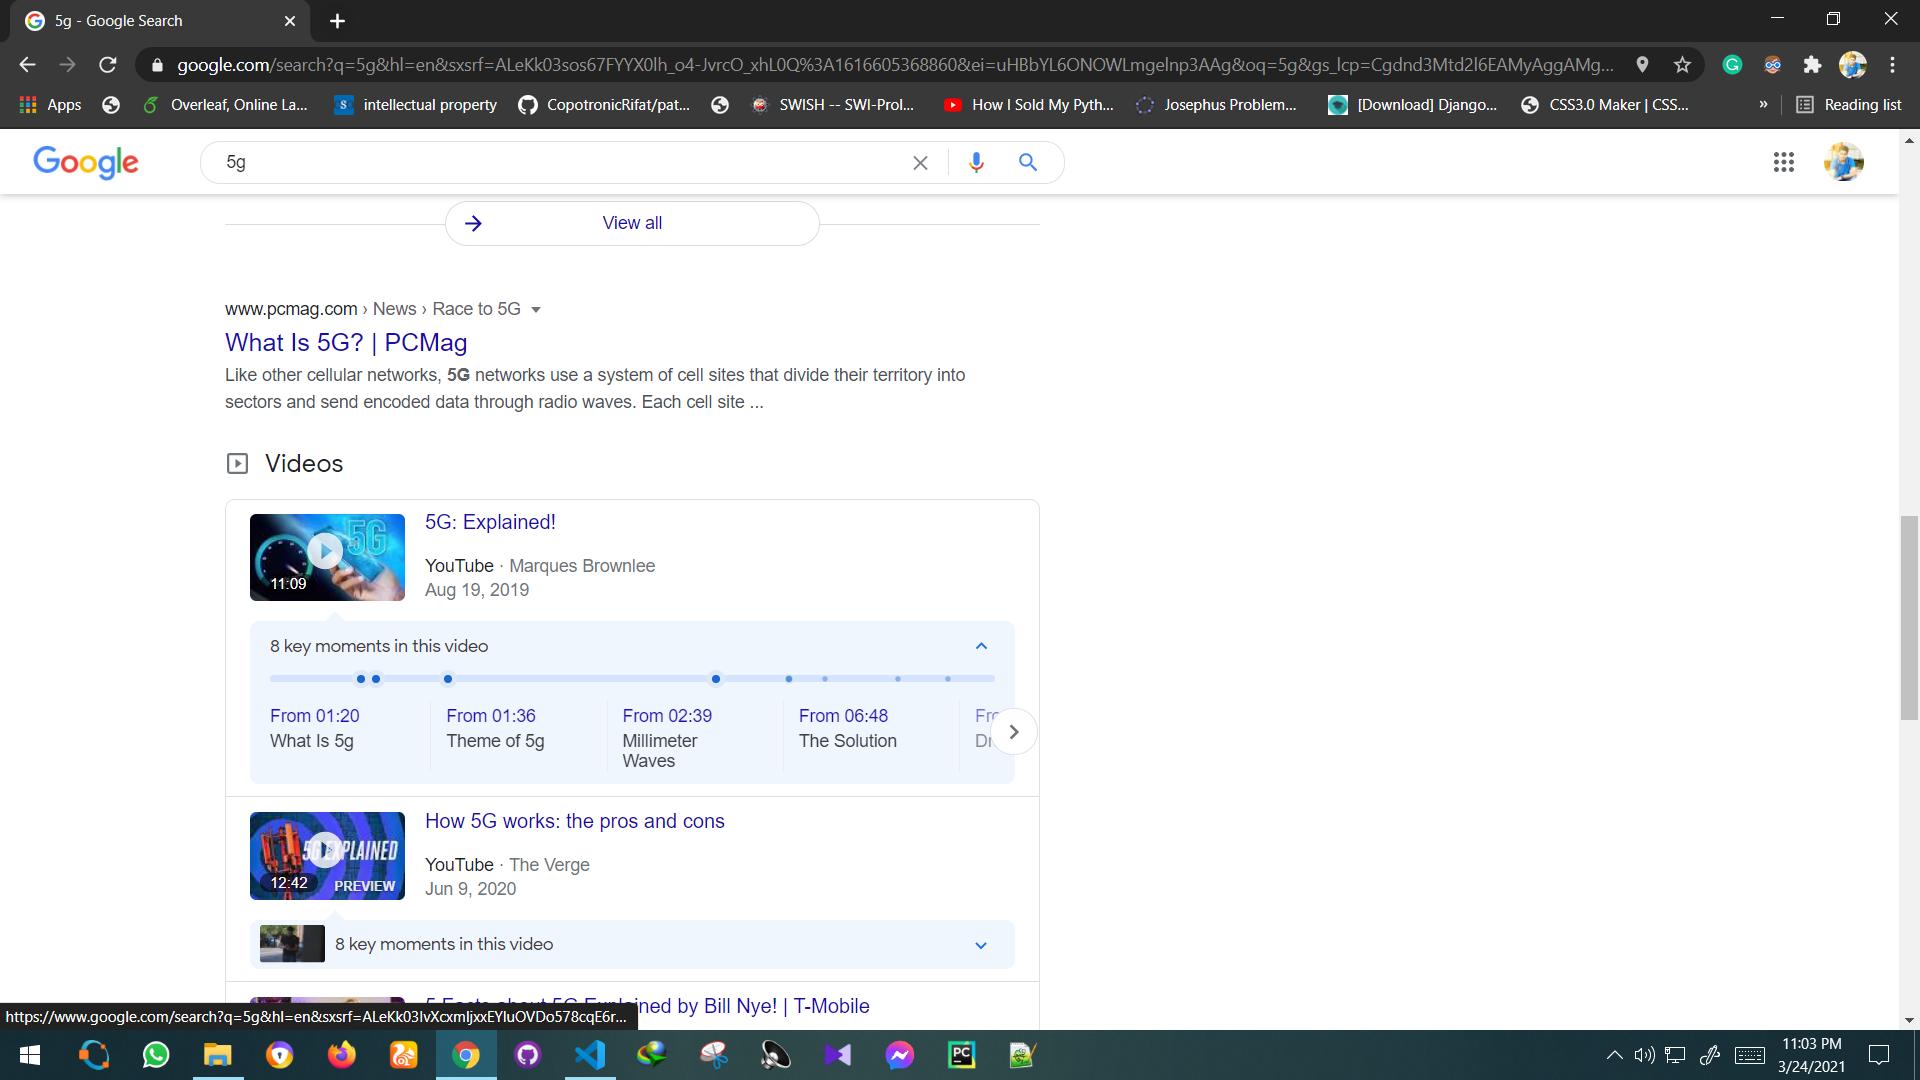 5g - Google Search
google.com/search?q=5g&hl=en&sxsrf=ALeKk03sos67FYYX0lh_o4-JvrcO_xhL0Q%3A1616605368860&ei=uHBbYL6ONOWLmgelnp3AAg&oq=5g&gs_lcp=Cgdnd3Mtd2l6EAMyAggAMg...
Apps Overleaf, Online La... intellectual property CopotronicRifat/pat... SWISH -- SWI-Prol... How I Sold My Pyth... Josephus Problem... [Download] Django... CSS3.0 Maker | CSS... » Reading list
Google 5g
View all
www.pcmag.com › News › Race to 5G
What Is 5G? | PCMag
Like other cellular networks, 5G networks use a system of cell sites that divide their territory into
sectors and send encoded data through radio waves. Each cell site ...
Videos
5G
11:09
5G: Explained!
YouTube · Marques Brownlee
Aug 19, 2019
8 key moments in this video
From 01:20 From 01:36 From 02:39 From 06:48
What Is 5g Theme of 5g Millimeter The Solution
Waves
5G EXPLAINED
12:42 PREVIEW
How 5G works: the pros and cons
YouTube · The Verge
Jun 9, 2020
8 key moments in this video
5 Facts about 5G Explained by Bill Nye! | T-Mobile
https://www.google.com/search?q=5g&hl=en&sxsrf=ALeKk03IvXcxmIjxxEYluOVDo578cqE6r...
PC
11:03 PM
3/24/2021